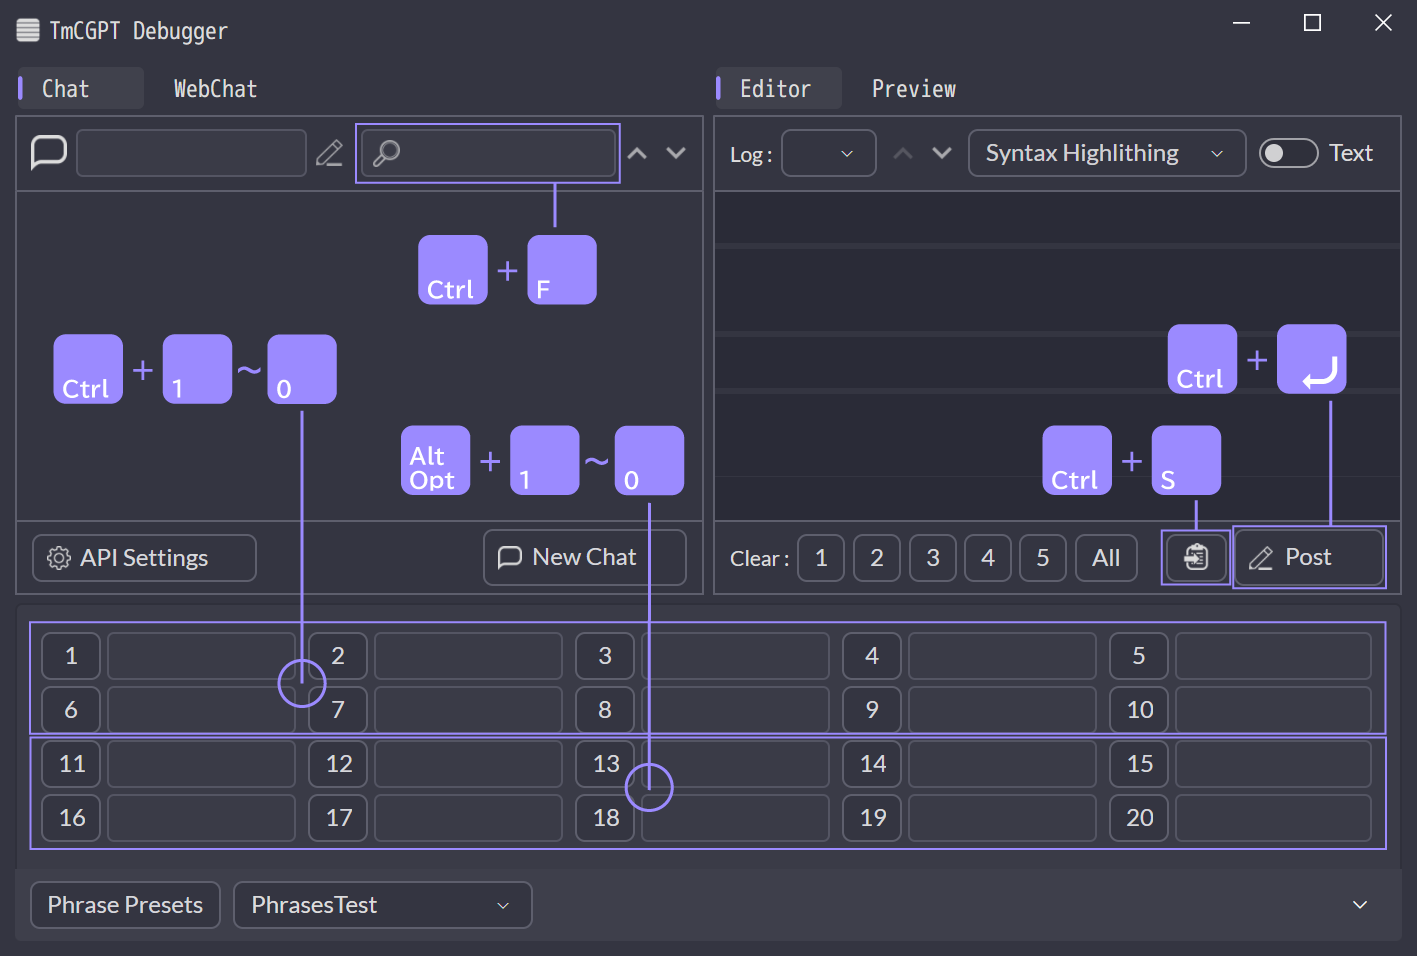 TmCGPT Debugger
Chat WebChat Editor Preview
Log : Syntax Highlithing Text
Ctrl + F
Ctrl + 1 ~ 0
Ctrl +
Alt Opt + 1 ~ 0
Ctrl + S
API Settings New Chat Clear : 1 2 3 4 5 All Post
1 2 3 4 5
6 7 8 9 10
11 12 13 14 15
16 17 18 19 20
Phrase Presets PhrasesTest